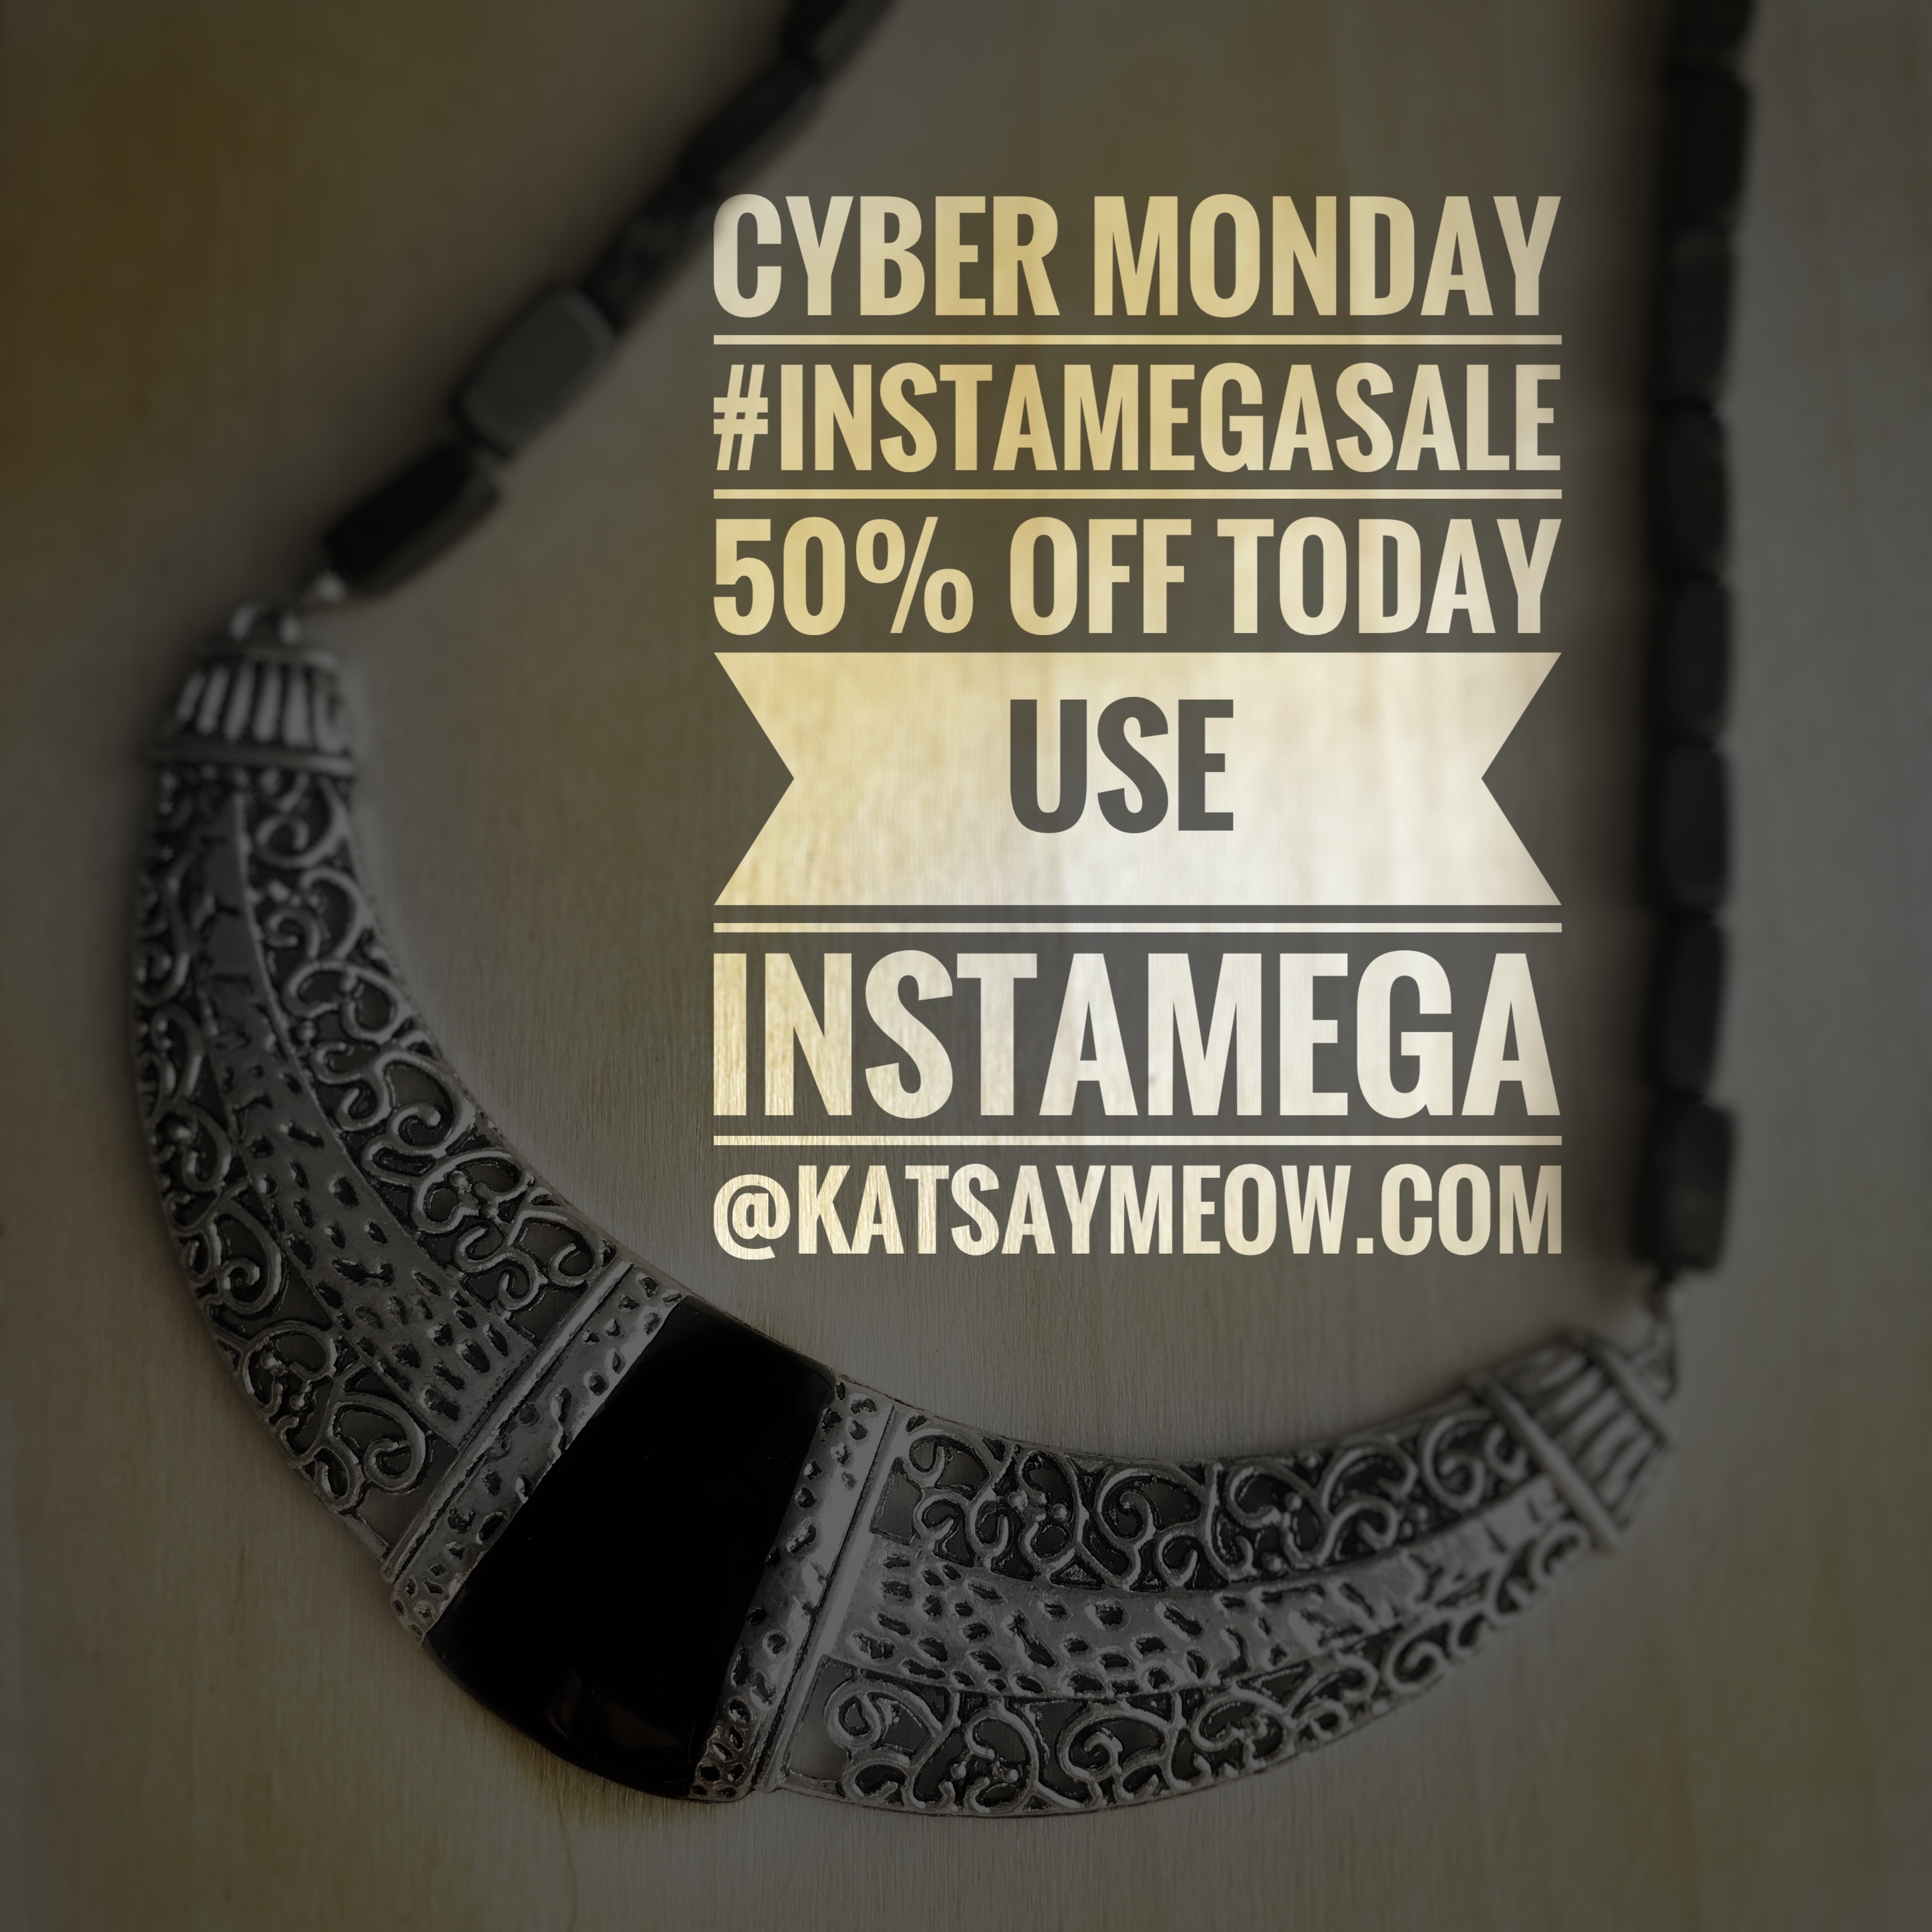 CYBER MONDAY
#INSTAMEGASALE
50% OFF TODAY
USE
INSTAMEGA
@KATSAYMEOW.COM